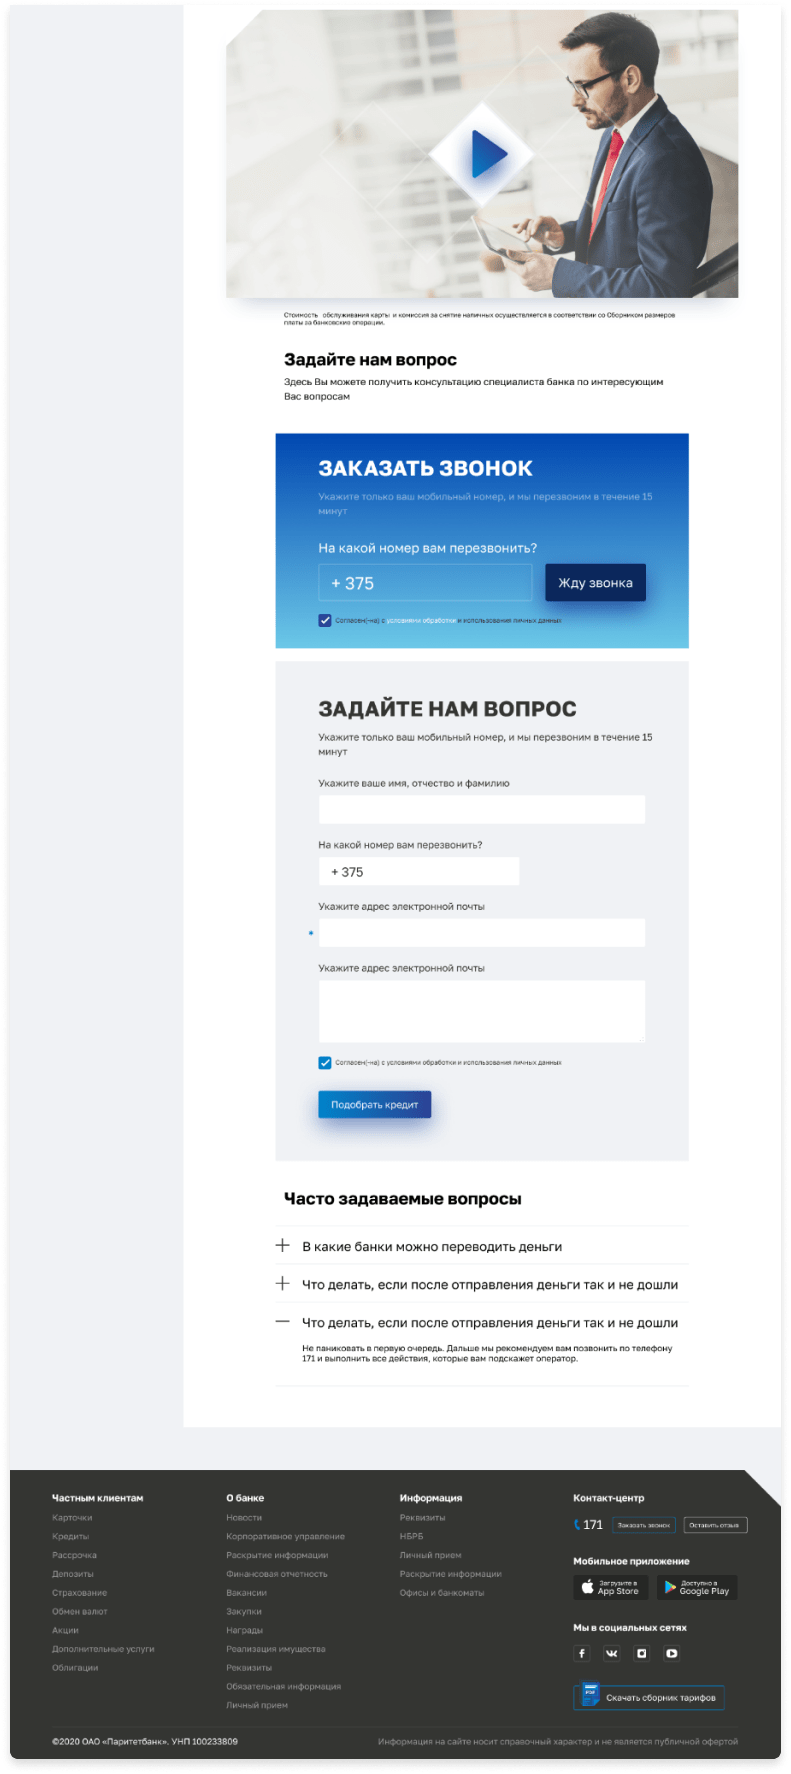 Стоимость обслуживания карты и комиссия за снятие наличных осуществляется в соответствии со Сборником размеров
платы за банковские операции.
Задайте нам вопрос
Здесь Вы можете получить консультацию специалиста банка по интересующим
Вас вопросам
ЗАКАЗАТЬ ЗВОНОК
Укажите только ваш мобильный номер, и мы перезвоним в течение 15
минут
На какой номер вам перезвонить?
+ 375
Жду звонка
Согласен(-на) с условиями обработки и использования личных данных
ЗАДАЙТЕ НАМ ВОПРОС
Укажите только ваш мобильный номер, и мы перезвоним в течение 15
минут
Укажите ваше имя, отчество и фамилию
На какой номер вам перезвонить?
+ 375
Укажите адрес электронной почты
*
Укажите адрес электронной почты
Согласен(-на) с условиями обработки и использования личных данных
Подобрать кредит
Часто задаваемые вопросы
В какие банки можно переводить деньги
Что делать, если после отправления деньги так и не дошли
Что делать, если после отправления деньги так и не дошли
Не паниковать в первую очередь. Дальше мы рекомендуем вам позвонить по телефону
171 и выполнить все действия, которые вам подскажет оператор.
Частным клиентам
Карточки
Кредиты
Рассрочка
Депозиты
Страхование
Обмен валют
Акции
Дополнительные услуги
Облигации
О банке
Новости
Корпоративное управление
Раскрытие информации
Финансовая отчетность
Вакансии
Закупки
Награды
Реализация имущества
Реквизиты
Обязательная информация
Личный прием
Информация
Реквизиты
НБРБ
Личный прием
Раскрытие информации
Офисы и банкоматы
Контакт-центр
171
Заказать звонок
Оставить отзыв
Мобильное приложение
Загрузите в
App Store
Доступно в
Google Play
Мы в социальных сетях
PDF
Скачать сборник тарифов
©2020 ОАО «Паритетбанк». УНП 100233809
Информация на сайте носит справочный характер и не является публичной офертой